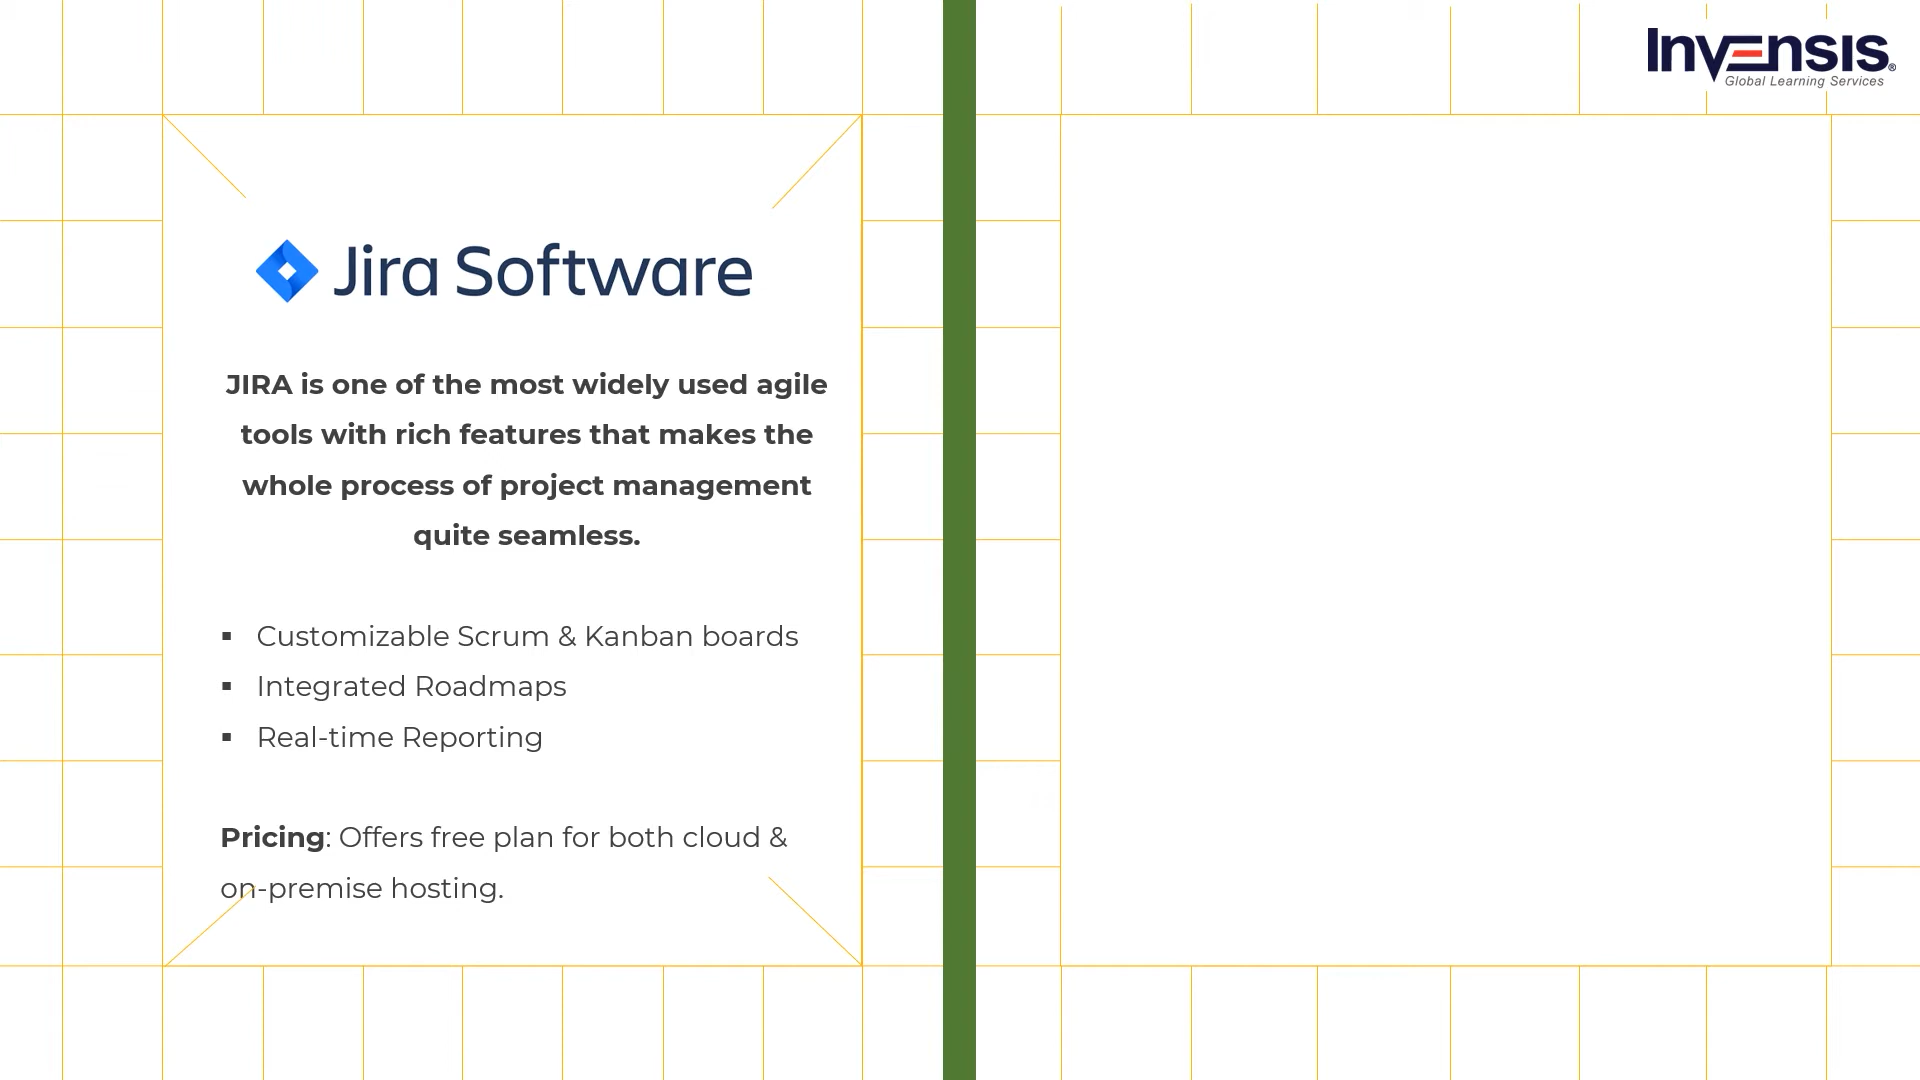 Invensis®
Global Learning Services
Jira Software
JIRA is one of the most widely used agile
tools with rich features that makes the
whole process of project management
quite seamless.
▪ Customizable Scrum & Kanban boards
▪ Integrated Roadmaps
▪ Real-time Reporting
Pricing: Offers free plan for both cloud &
on-premise hosting.